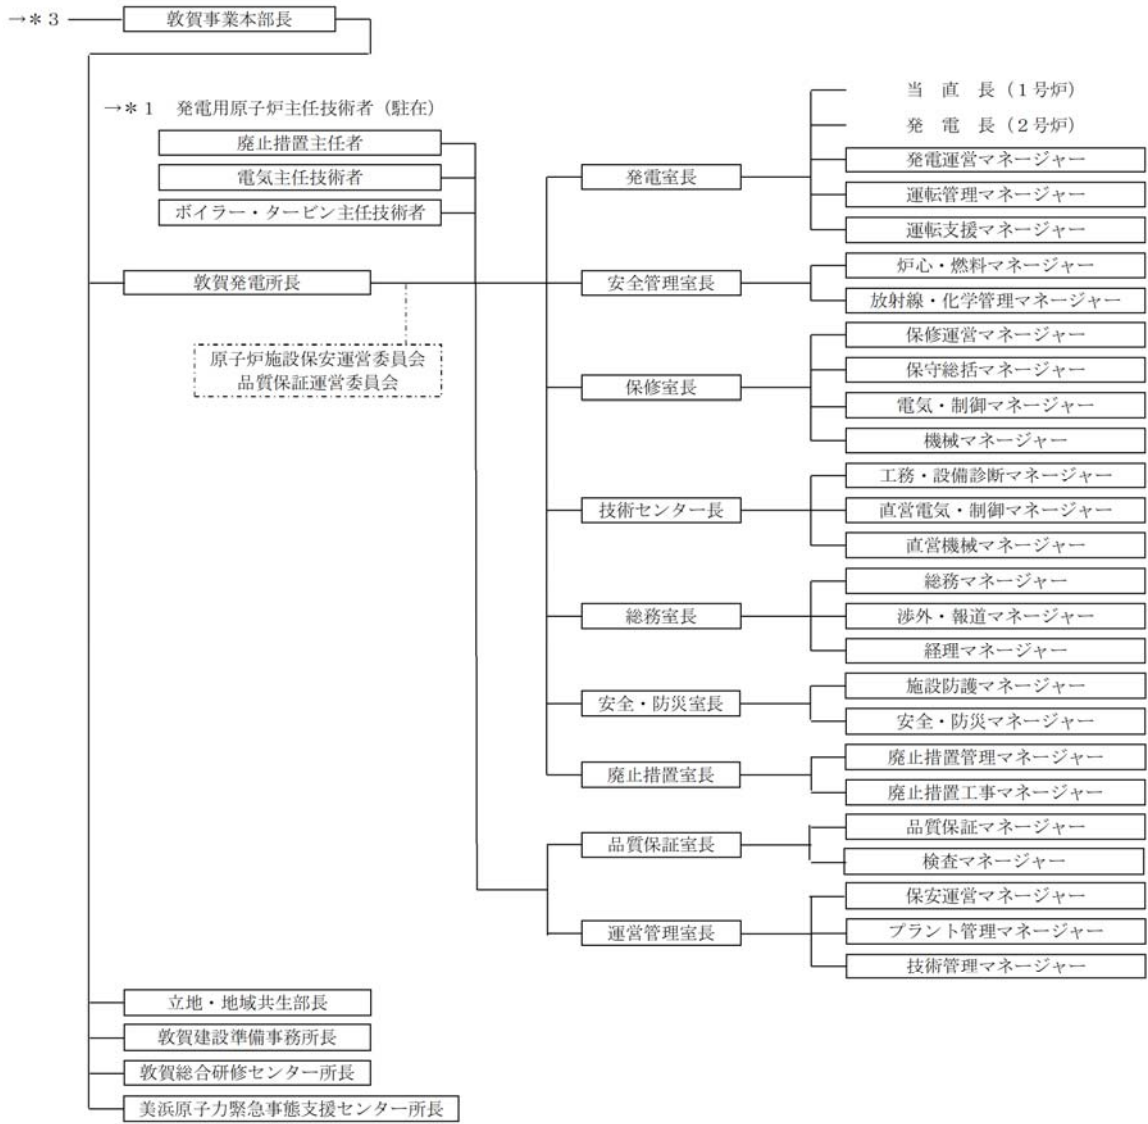 →＊3
敦賀事業本部長
→＊1　発電用原子炉主任技術者（駐在）
廃止措置主任者
電気主任技術者
ボイラー・タービン主任技術者
敦賀発電所長
原子炉施設保安運営委員会
品質保証運営委員会
発電室長
当　直　長（1号炉）
発　電　長（2号炉）
発電運営マネージャー
運転管理マネージャー
運転支援マネージャー
安全管理室長
炉心・燃料マネージャー
放射線・化学管理マネージャー
保修室長
保修運営マネージャー
保守総括マネージャー
電気・制御マネージャー
機械マネージャー
技術センター長
工務・設備診断マネージャー
直営電気・制御マネージャー
直営機械マネージャー
総務室長
総務マネージャー
渉外・報道マネージャー
経理マネージャー
安全・防災室長
施設防護マネージャー
安全・防災マネージャー
廃止措置室長
廃止措置管理マネージャー
廃止措置工事マネージャー
品質保証室長
品質保証マネージャー
検査マネージャー
運営管理室長
保安運営マネージャー
プラント管理マネージャー
技術管理マネージャー
立地・地域共生部長
敦賀建設準備事務所長
敦賀総合研修センター所長
美浜原子力緊急事態支援センター所長